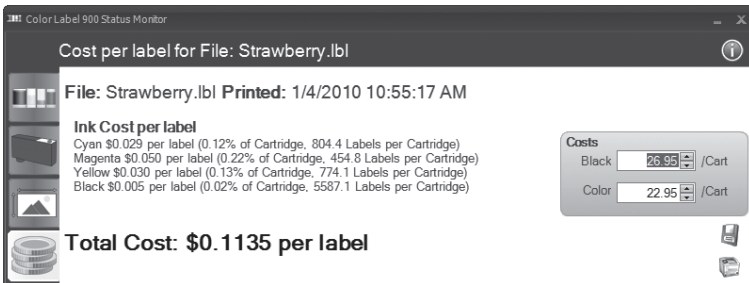 Color Label 900 Status Monitor
Cost per label for File: Strawberry.lbl
File: Strawberry.lbl Printed: 1/4/2010 10:55:17 AM
Ink Cost per label
Cyan $0.029 per label (0.12% of Cartridge, 804.4 Labels per Cartridge)
Magenta $0.050 per label (0.22% of Cartridge, 454.8 Labels per Cartridge)
Yellow $0.030 per label (0.13% of Cartridge, 774.1 Labels per Cartridge)
Black $0.005 per label (0.02% of Cartridge, 5587.1 Labels per Cartridge)
Costs
Black 26.95 /Cart
Color 22.95 /Cart
Total Cost: $0.1135 per label